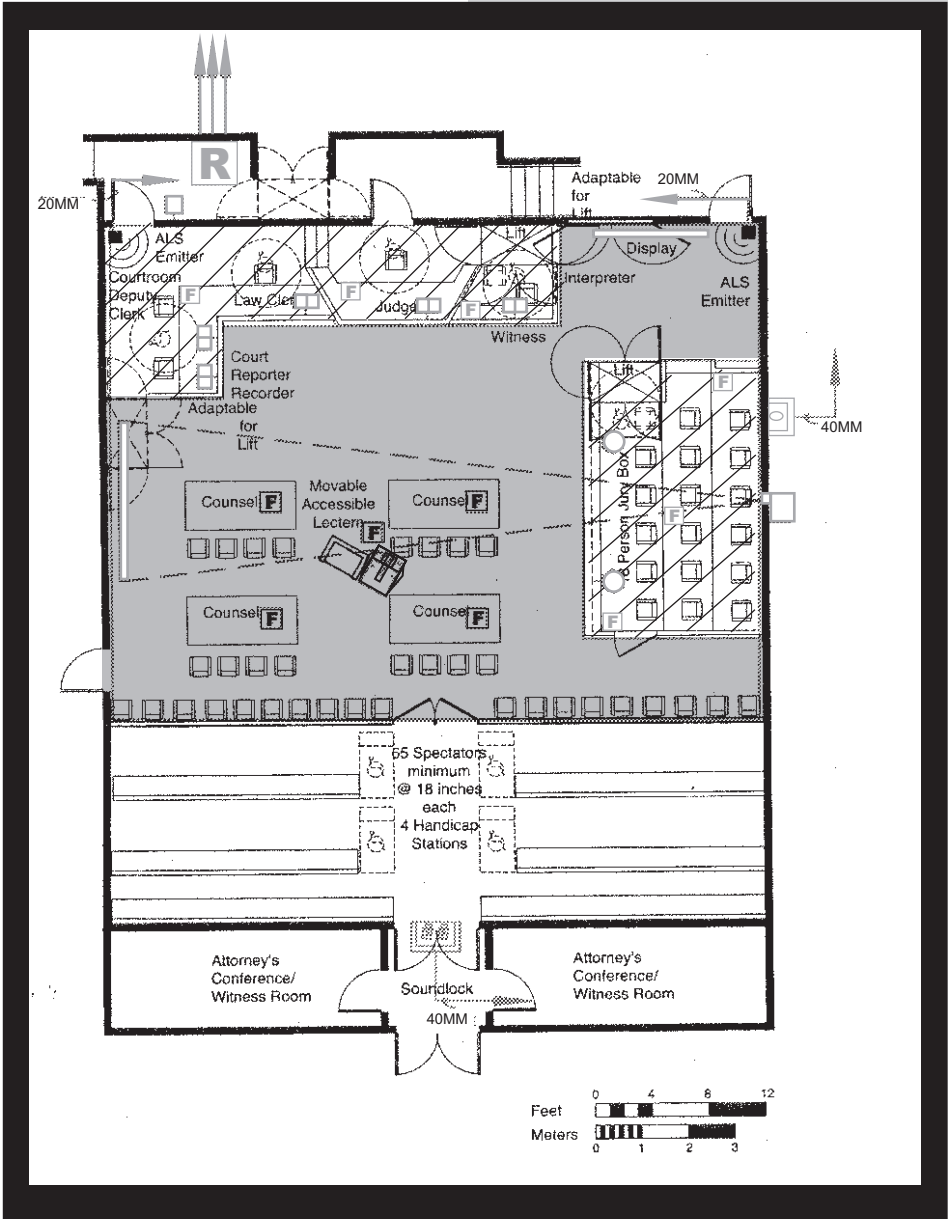 R
Adaptable
for
Lift
20MM
20MM
ALS
Emitter
Lift
Display
Courtroom
Deputy
Clerk
F
Law Cler
F
Judge
F
Interpreter
ALS
Emitter
Witness
Court
Reporter
Recorder
Lift
F
Adaptable
for
Lift
40MM
Counsel F
Movable
Accessible
Lectern
F
Counsel F
Person Jury Box
F
Counsel F
Counsel F
F
65 Spectators
minimum
@ 18 inches
each
4 Handicap
Stations
Attorney's
Conference/
Witness Room
Soundlock
40MM
Attorney's
Conference/
Witness Room
0 4 8 12
Feet
Meters
0 1 2 3